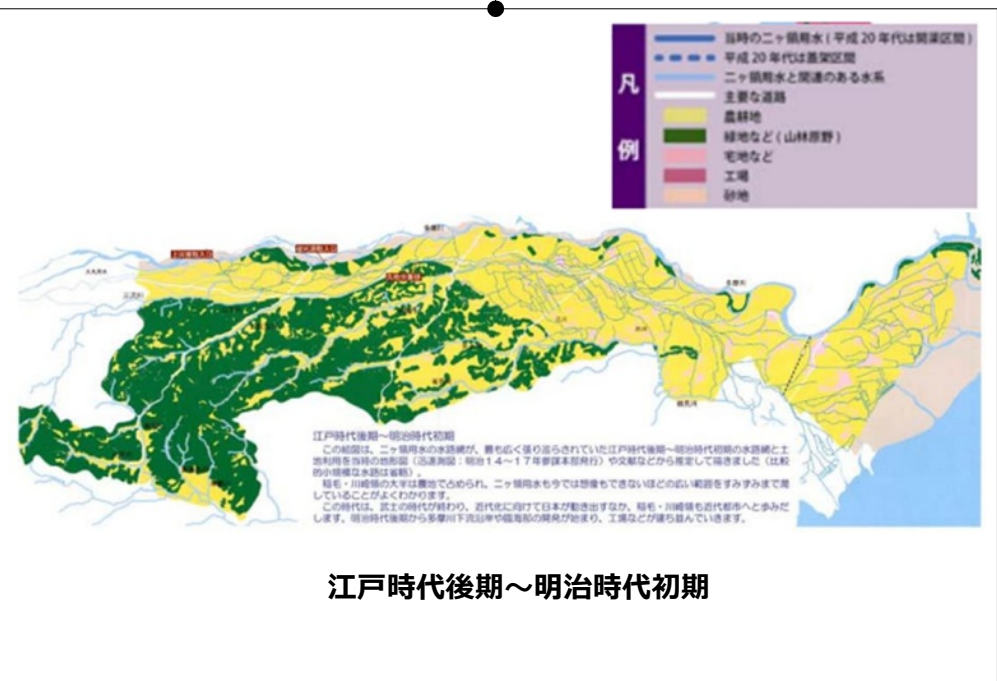 凡例
当時の二ヶ領用水(平成20年代は開渠区間)
平成20年代は蓋架区間
二ヶ領用水と関連のある水系
主要な道路
農耕地
緑地など(山林原野)
宅地など
工場
砂地
多摩川
多摩川
鶴見川
江戸時代後期～明治時代初期
この絵図は、二ヶ領用水の水路網が、最も広く張り巡らされていた江戸時代後期～明治時代初期の水路網と土
地利用を当時の地形図(迅速測図：明治14～17年参謀本部発行)や文献などから推定して描きました(比較
的小規模な水路は省略)。
稲毛・川崎領の大半は農地で占められ、二ヶ領用水も今では想像もできないほどの広い範囲をすみずみまで潤
していることがよくわかります。
この時代は、武士の時代が終わり、近代化に向けて日本が動き出すなか、稲毛・川崎領も近代都市へと歩みだ
します。明治時代後期から多摩川下流沿岸や臨海部の開発が始まり、工場などが建ち並んでいきます。
江戸時代後期～明治時代初期